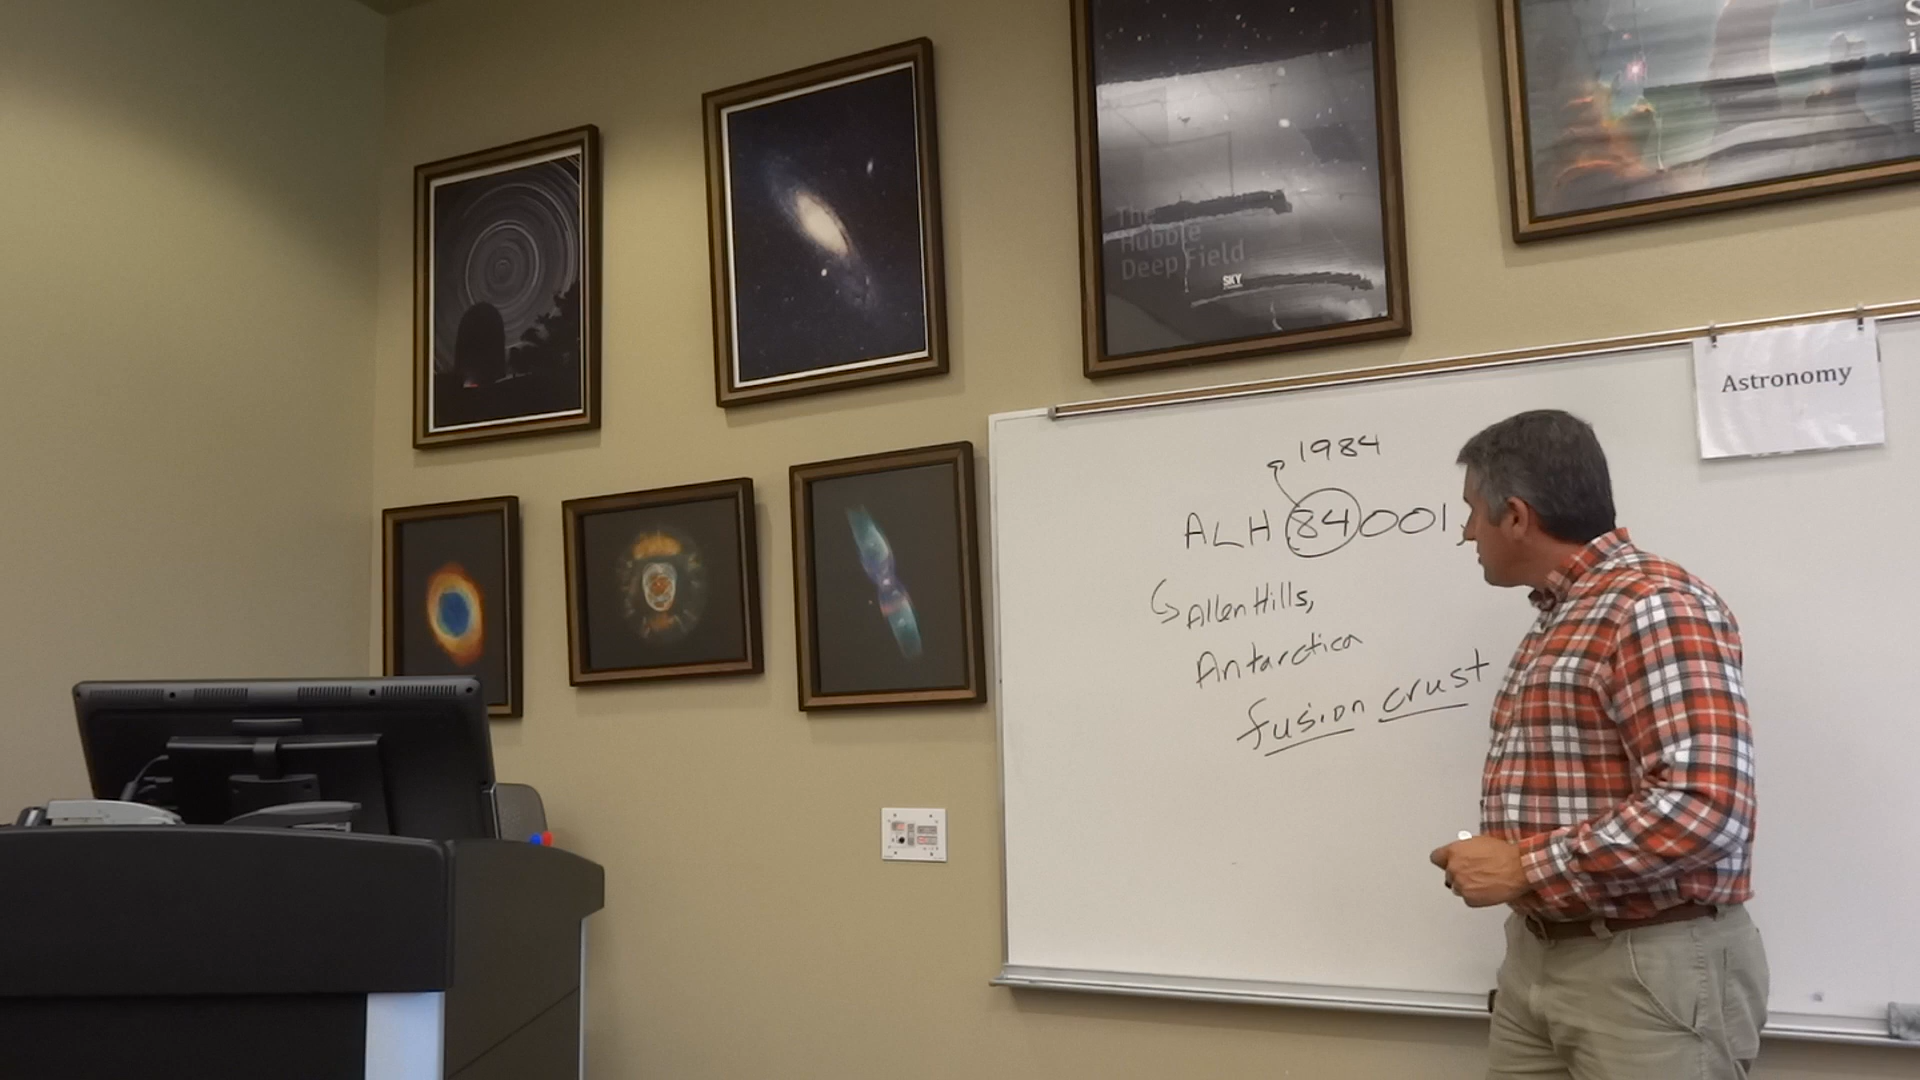 The
Hubble
Deep Field
SKY
S
i
Astronomy
1984
ALH 84001,
Allen Hills,
Antarctica
fusion crust